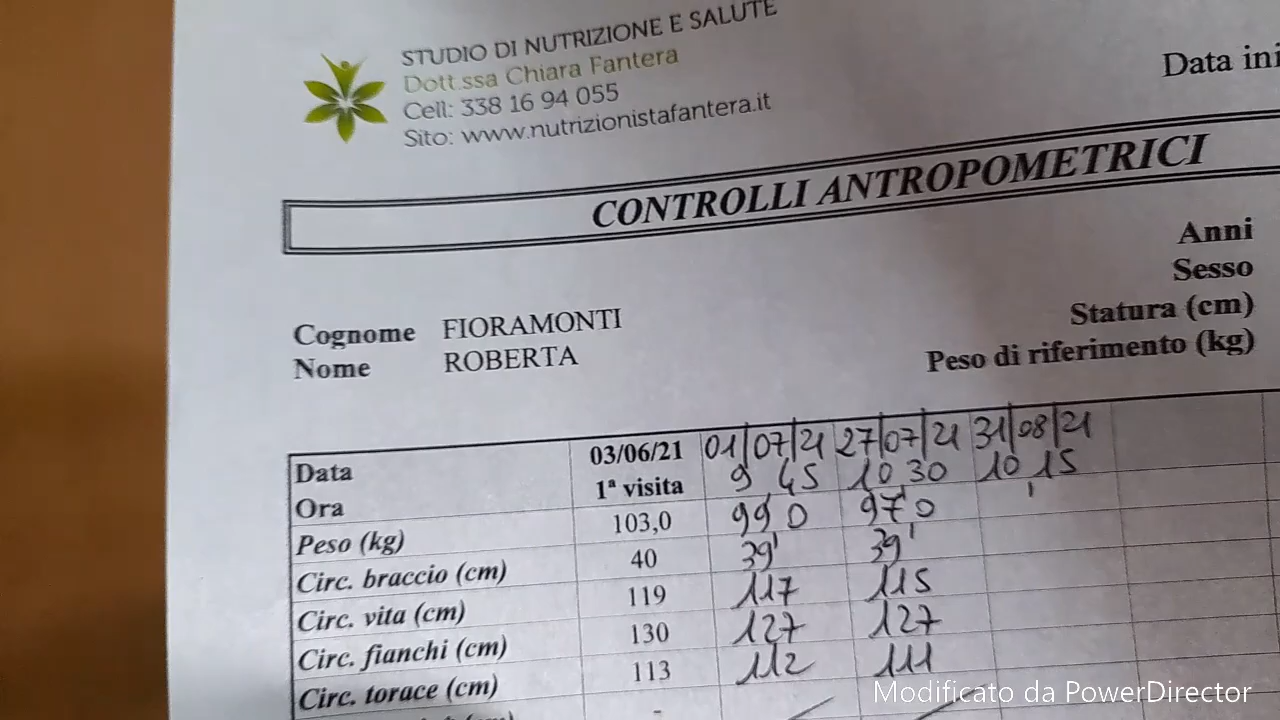 STUDIO DI NUTRIZIONE E SALUTE
Dott.ssa Chiara Fantera
Cell: 338 16 94 055
Sito: www.nutrizionistafantera.it
Data ini
CONTROLLI ANTROPOMETRICI
Anni
Sesso
Statura (cm)
Peso di riferimento (kg)
Cognome FIORAMONTI
Nome ROBERTA
Data 03/06/21 01/07/21 27/07/21 31/08/21
Ora 1ª visita 9,45 10,30 10,15
Peso (kg) 103,0 99,0 97,0
Circ. braccio (cm) 40 39 39
Circ. vita (cm) 119 117 115
Circ. fianchi (cm) 130 127 127
Circ. torace (cm) 113 112 111
-
Modificato da PowerDirector